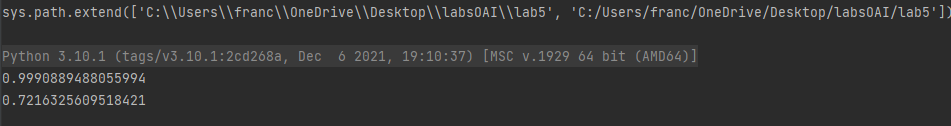 sys.path.extend(['C:\\Users\\franc\\OneDrive\\Desktop\\labsOAI\\lab5', 'C:/Users/franc/OneDrive/Desktop/labsOAI/lab5'])
Python 3.10.1 (tags/v3.10.1:2cd268a, Dec  6 2021, 19:10:37) [MSC v.1929 64 bit (AMD64)]
0.9990889488055994
0.7216325609518421